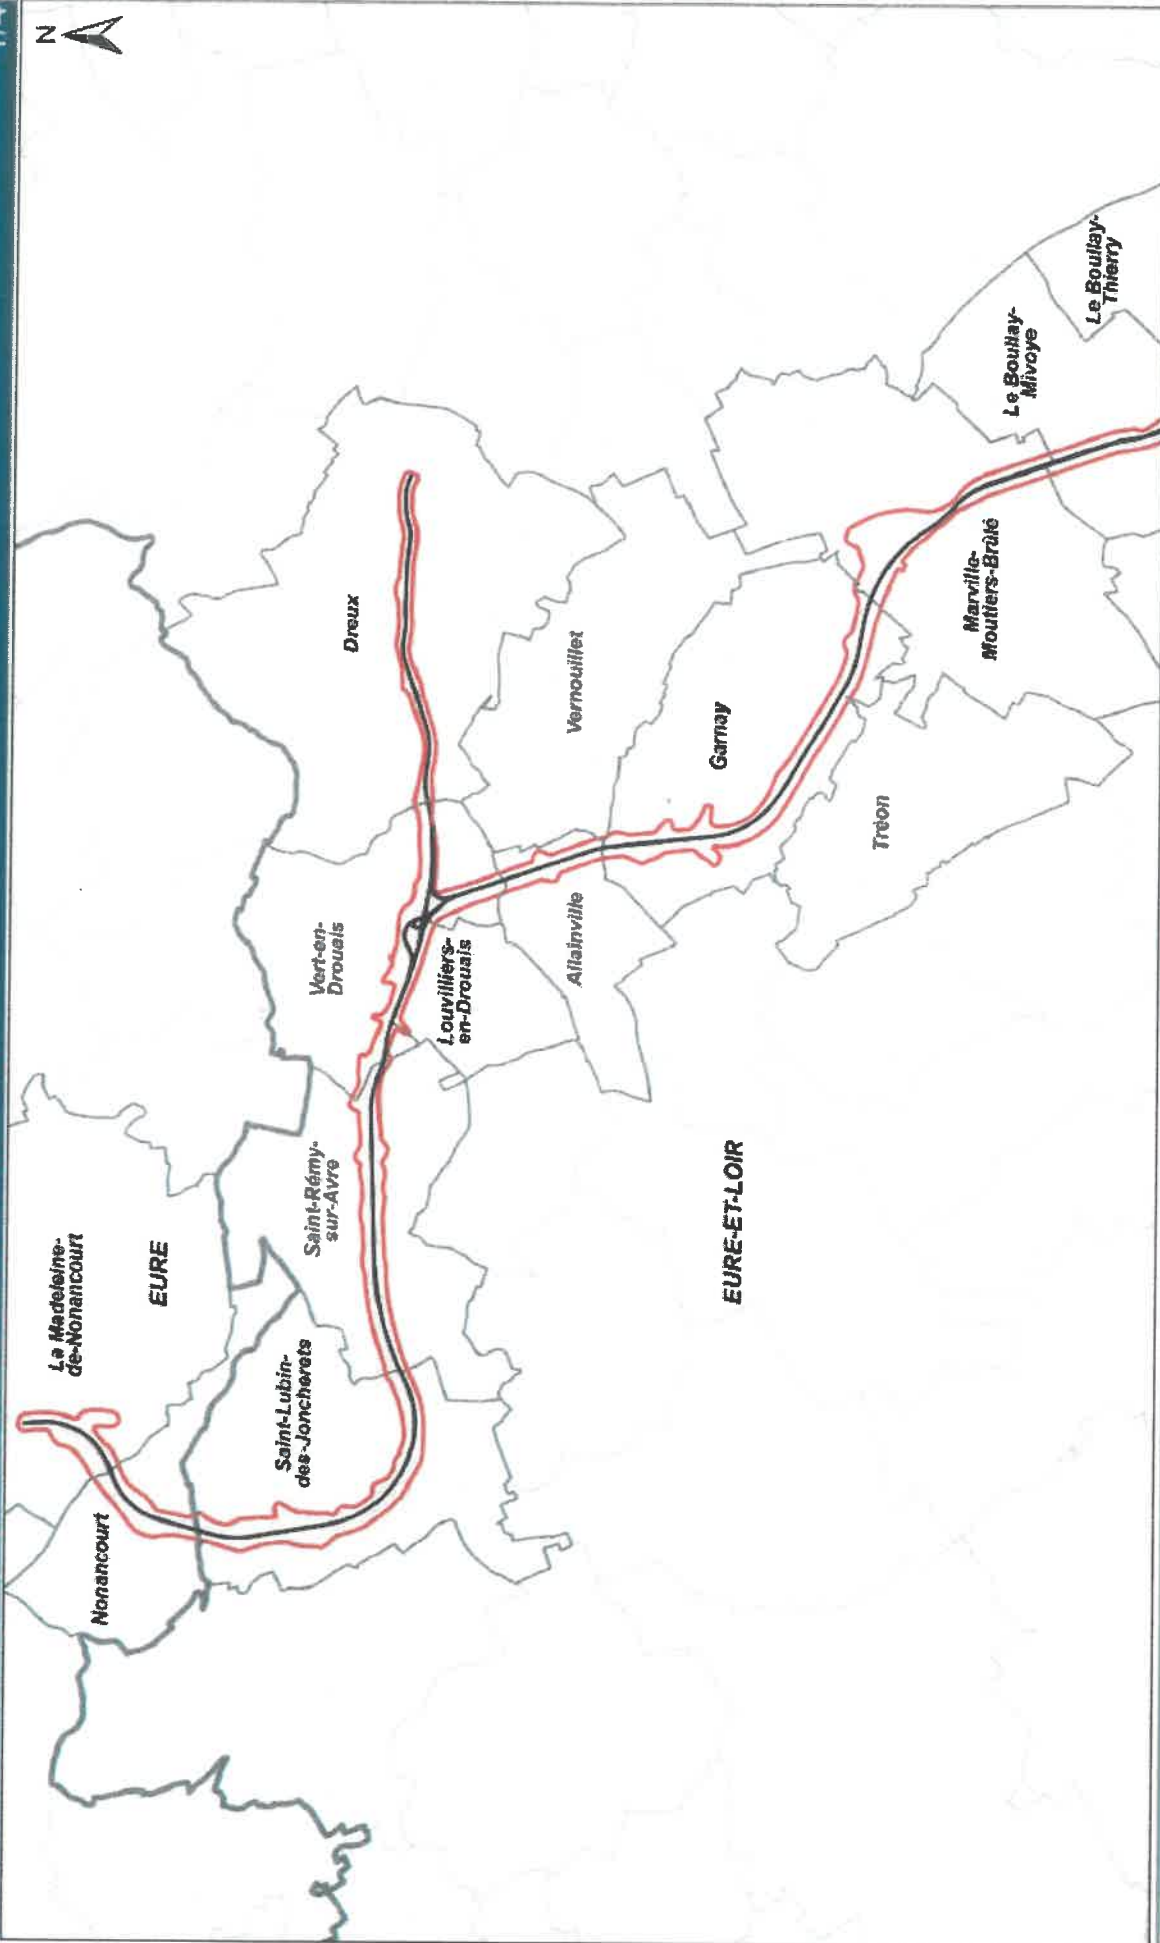 N
La Madeleine-
de-Nonancourt
EURE
Nonancourt
Saint-Lubin-
des-Joncherets
Saint-Rémy-
sur-Avre
Vert-en-
Drouais
Dreux
Louvilliers-
en-Drouais
Allainville
Vernouillet
Garnay
Tréon
EURE-ET-LOIR
Marville-
Moutiers-Brûlé
Le Boullay-
Mivoye
Le Boullay-
Thierry